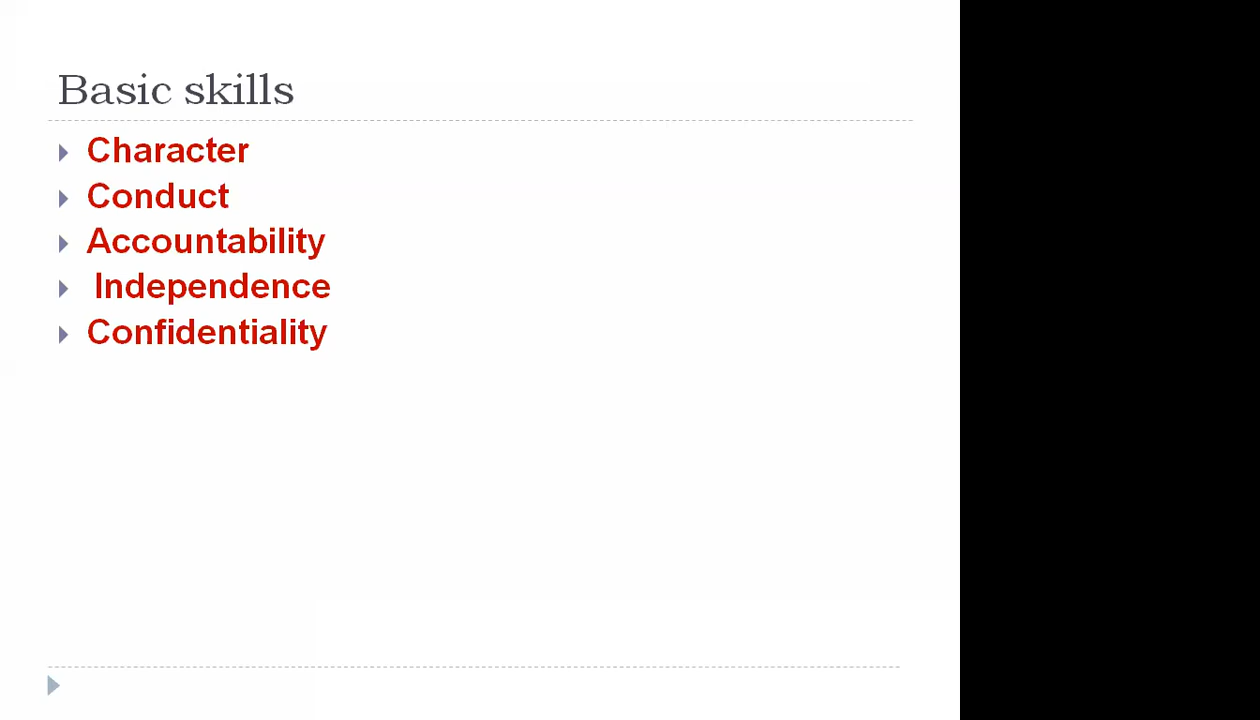 Basic skills
Character
Conduct
Accountability
Independence
Confidentiality